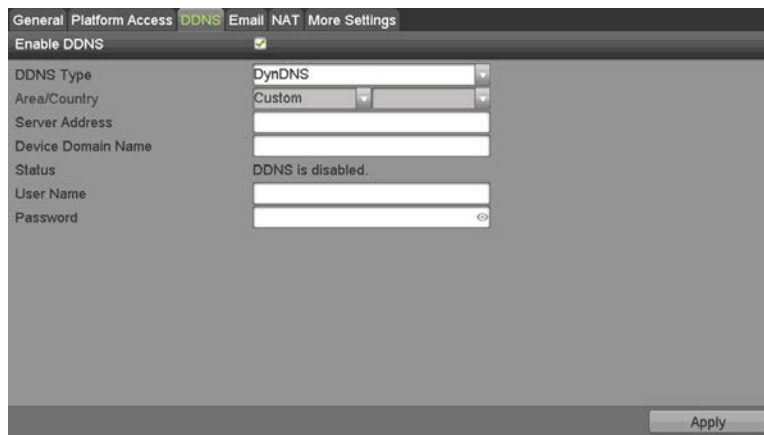 General Platform Access DDNS Email NAT More Settings
Enable DDNS
DDNS Type DynDNS
Area/Country Custom
Server Address
Device Domain Name
Status DDNS is disabled.
User Name
Password
Apply